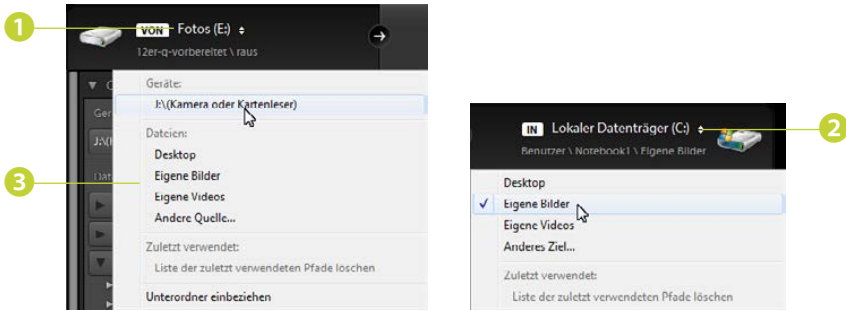 1
VON Fotos (E:)
12er-q-vorbereitet \ raus
Geräte:
J:\(Kamera oder Kartenleser)
Ger
J:\(
Dateien:
Dat
Desktop
3
Eigene Bilder
Eigene Videos
Andere Quelle...
Zuletzt verwendet:
Liste der zuletzt verwendeten Pfade löschen
Unterordner einbeziehen
IN Lokaler Datenträger (C:)
2
Benutzer \ Notebook1 \ Eigene Bilder
Desktop
Eigene Bilder
Eigene Videos
Anderes Ziel...
Zuletzt verwendet:
Liste der zuletzt verwendeten Pfade löschen